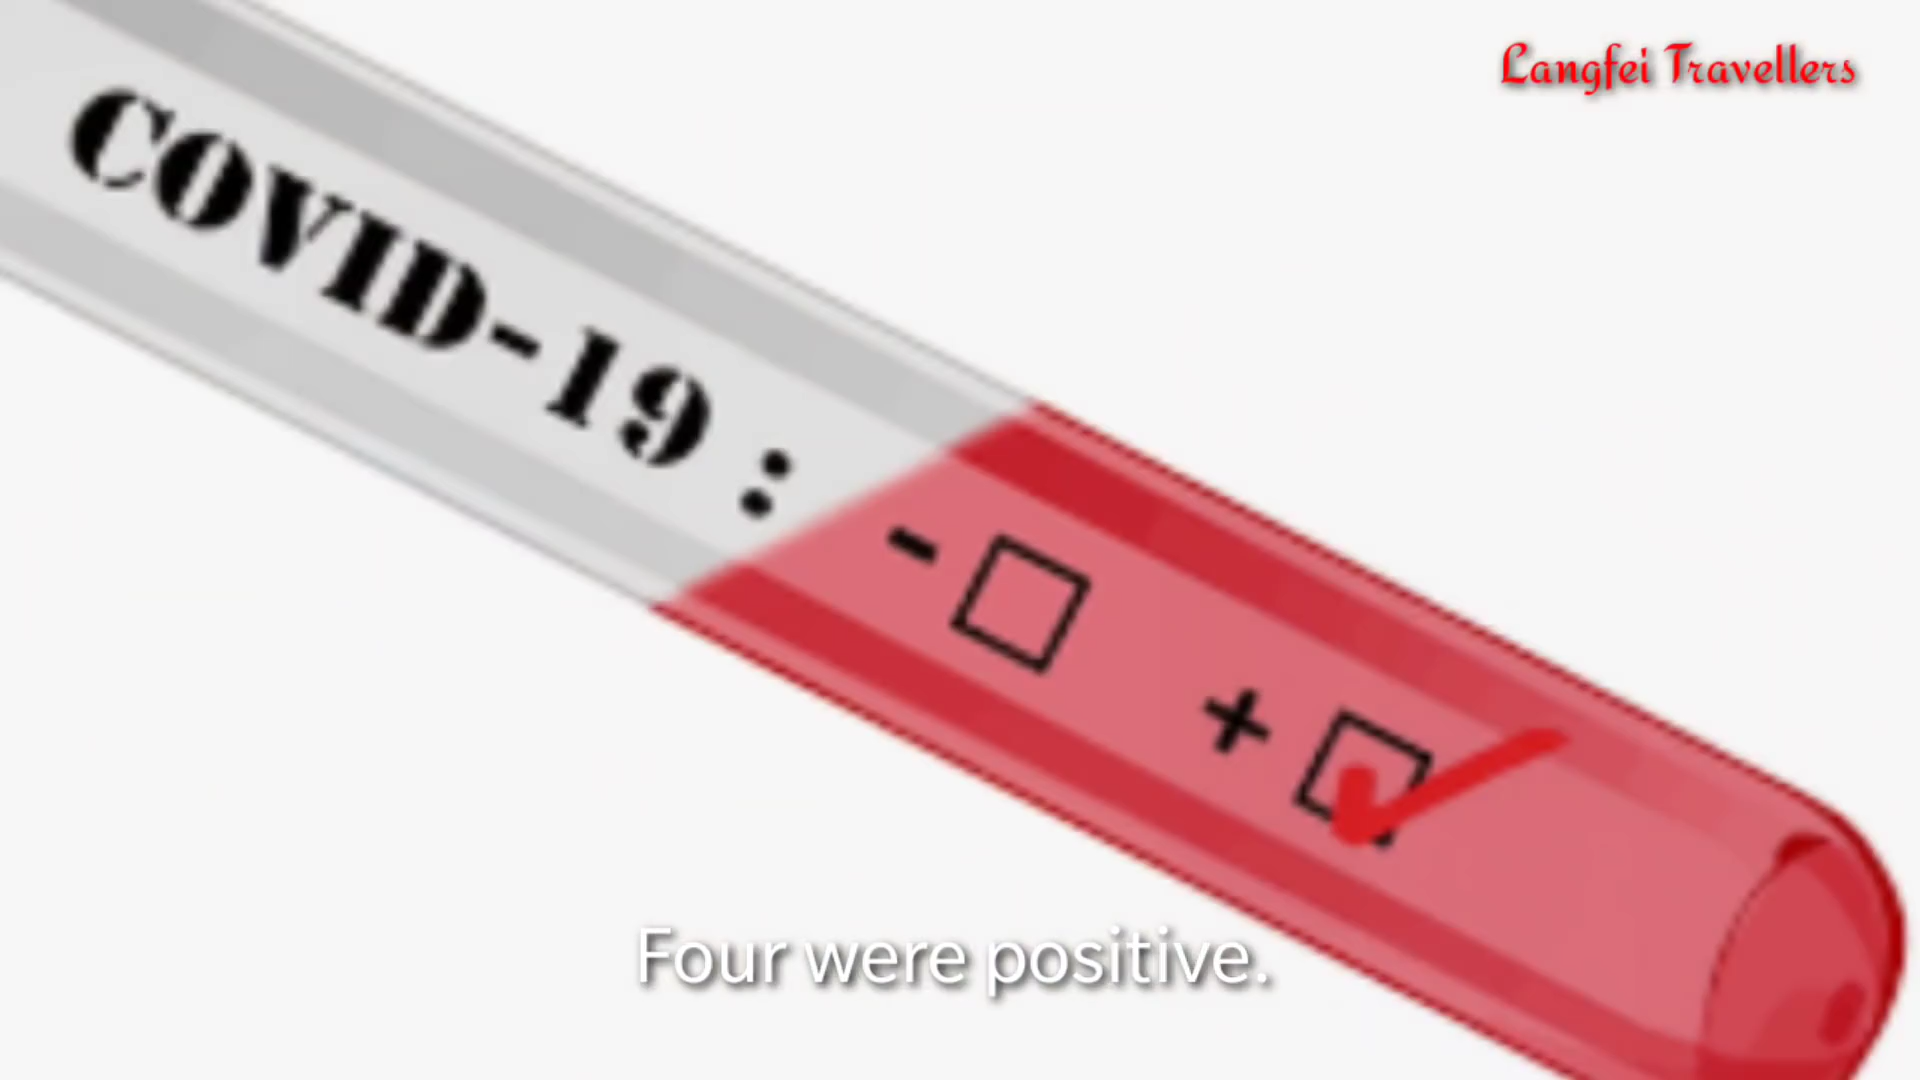 Langfei Travellers
COVID-19 :
- ☐
+ ☑
Four were positive.